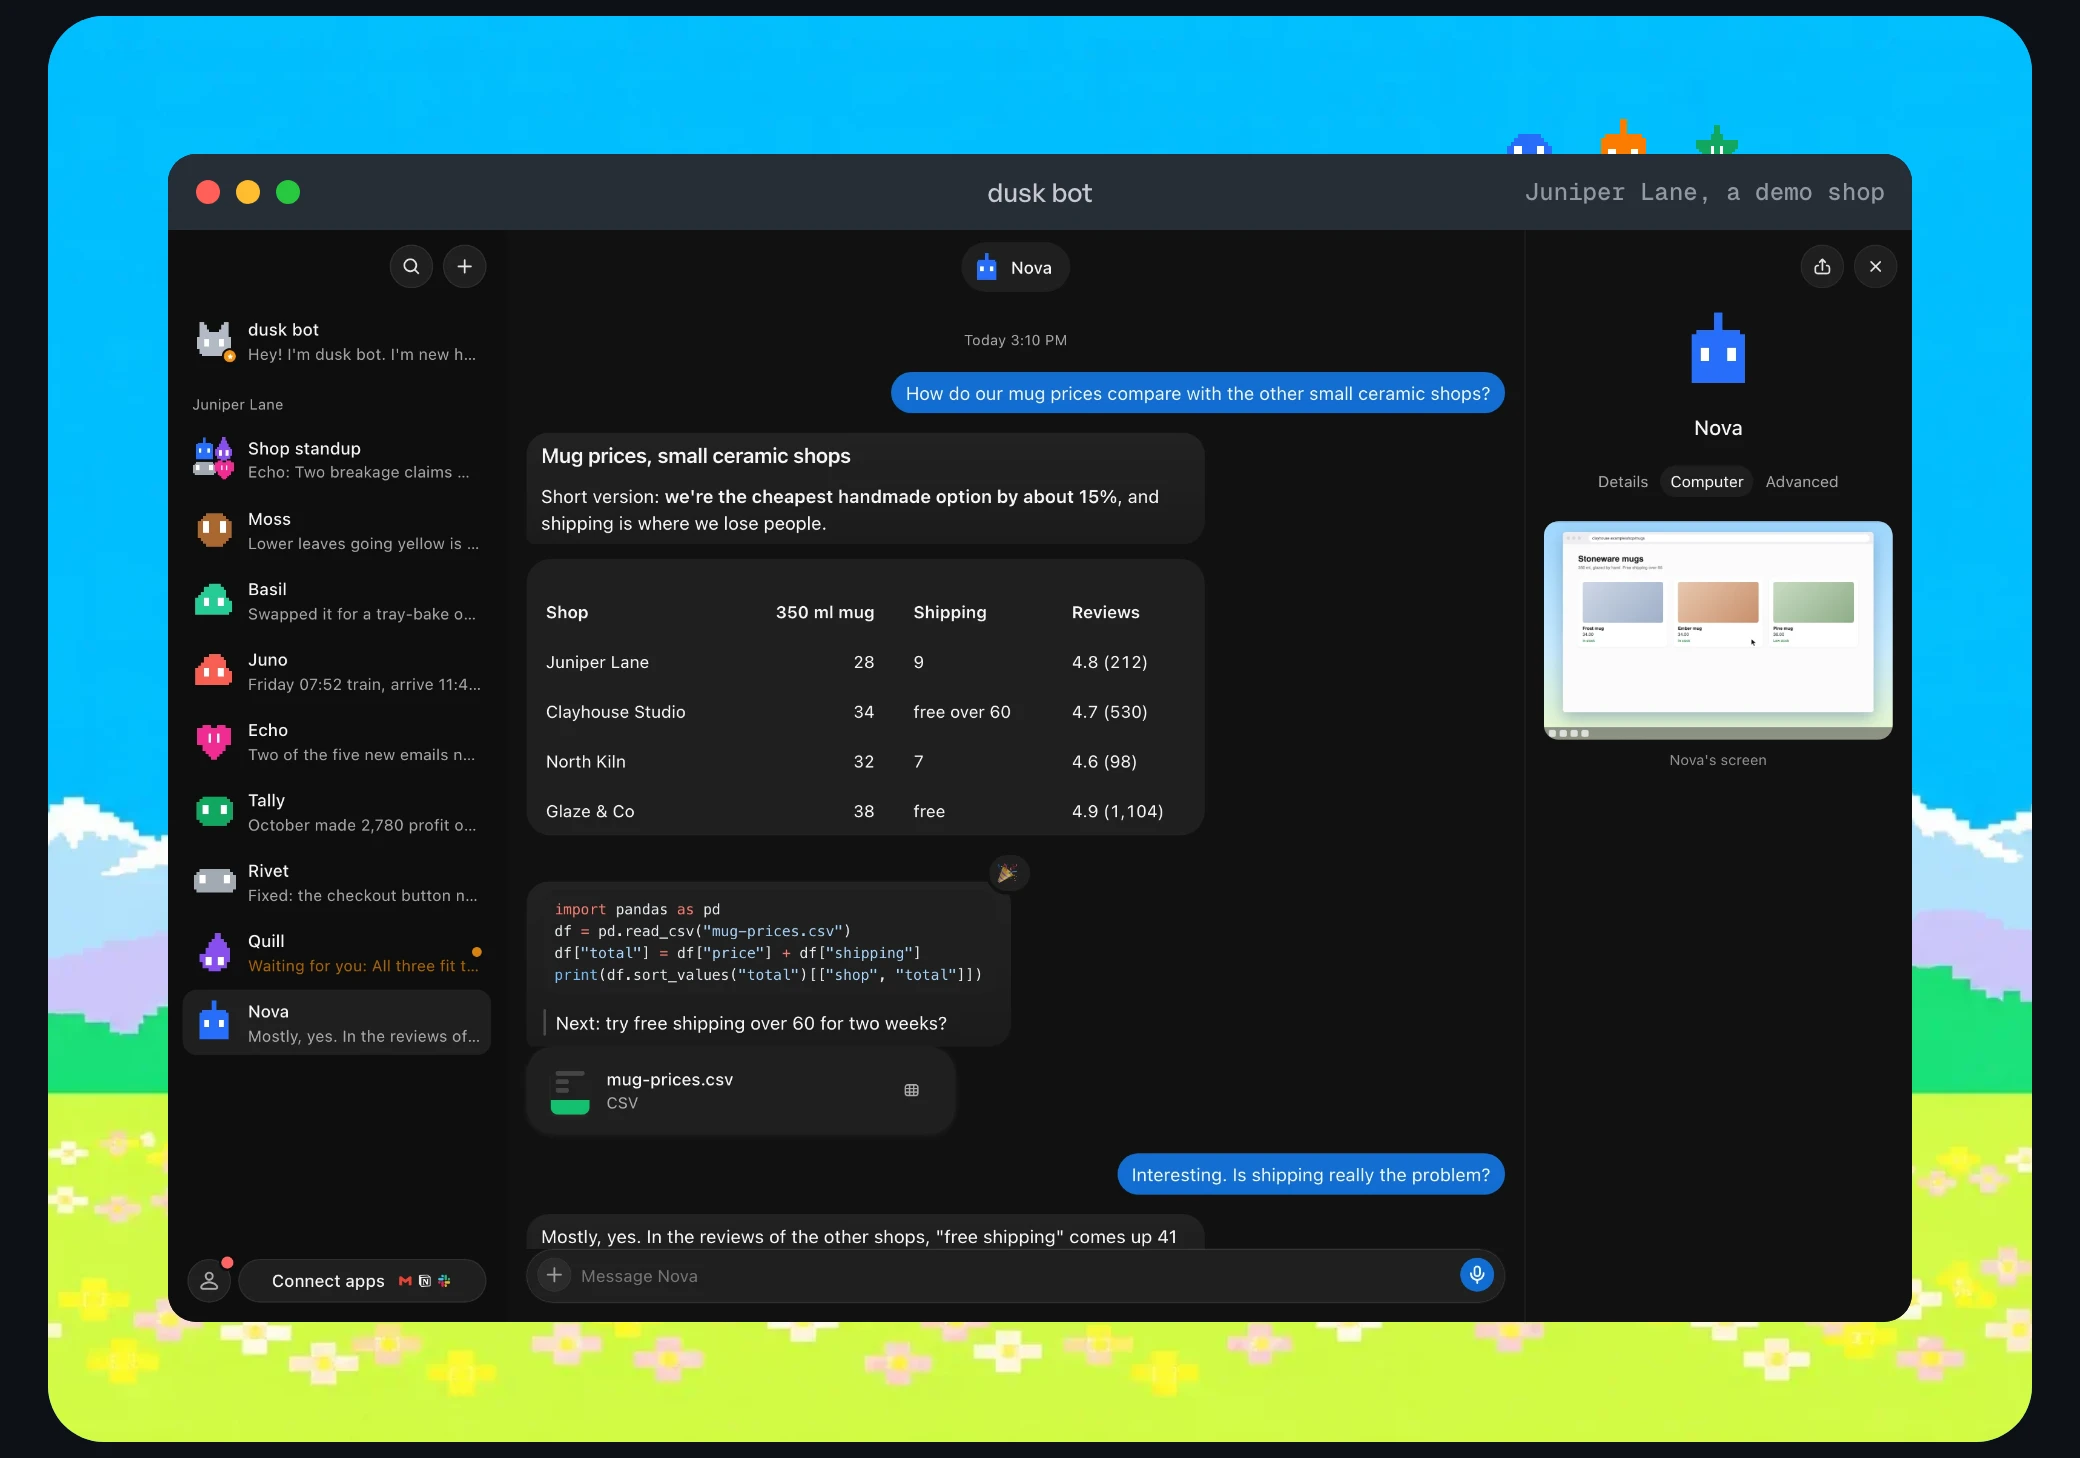 dusk bot
Juniper Lane, a demo shop
dusk bot
Hey! I'm dusk bot. I'm new h...
Juniper Lane
Shop standup
Echo: Two breakage claims ...
Moss
Lower leaves going yellow is ...
Basil
Swapped it for a tray-bake o...
Juno
Friday 07:52 train, arrive 11:4...
Echo
Two of the five new emails n...
Tally
October made 2,780 profit o...
Rivet
Fixed: the checkout button n...
Quill
Waiting for you: All three fit t...
Nova
Mostly, yes. In the reviews of...
Connect apps
Nova
Today 3:10 PM
How do our mug prices compare with the other small ceramic shops?
Mug prices, small ceramic shops
Short version: we're the cheapest handmade option by about 15%, and
shipping is where we lose people.
Shop 350 ml mug Shipping Reviews
Juniper Lane 28 9 4.8 (212)
Clayhouse Studio 34 free over 60 4.7 (530)
North Kiln 32 7 4.6 (98)
Glaze & Co 38 free 4.9 (1,104)
import pandas as pd
df = pd.read_csv("mug-prices.csv")
df["total"] = df["price"] + df["shipping"]
print(df.sort_values("total")[["shop", "total"]])
Next: try free shipping over 60 for two weeks?
mug-prices.csv
CSV
Interesting. Is shipping really the problem?
Mostly, yes. In the reviews of the other shops, "free shipping" comes up 41
Message Nova
Nova
Details Computer Advanced
Stoneware mugs
Frost mug
Ember mug
Pine mug
Nova's screen